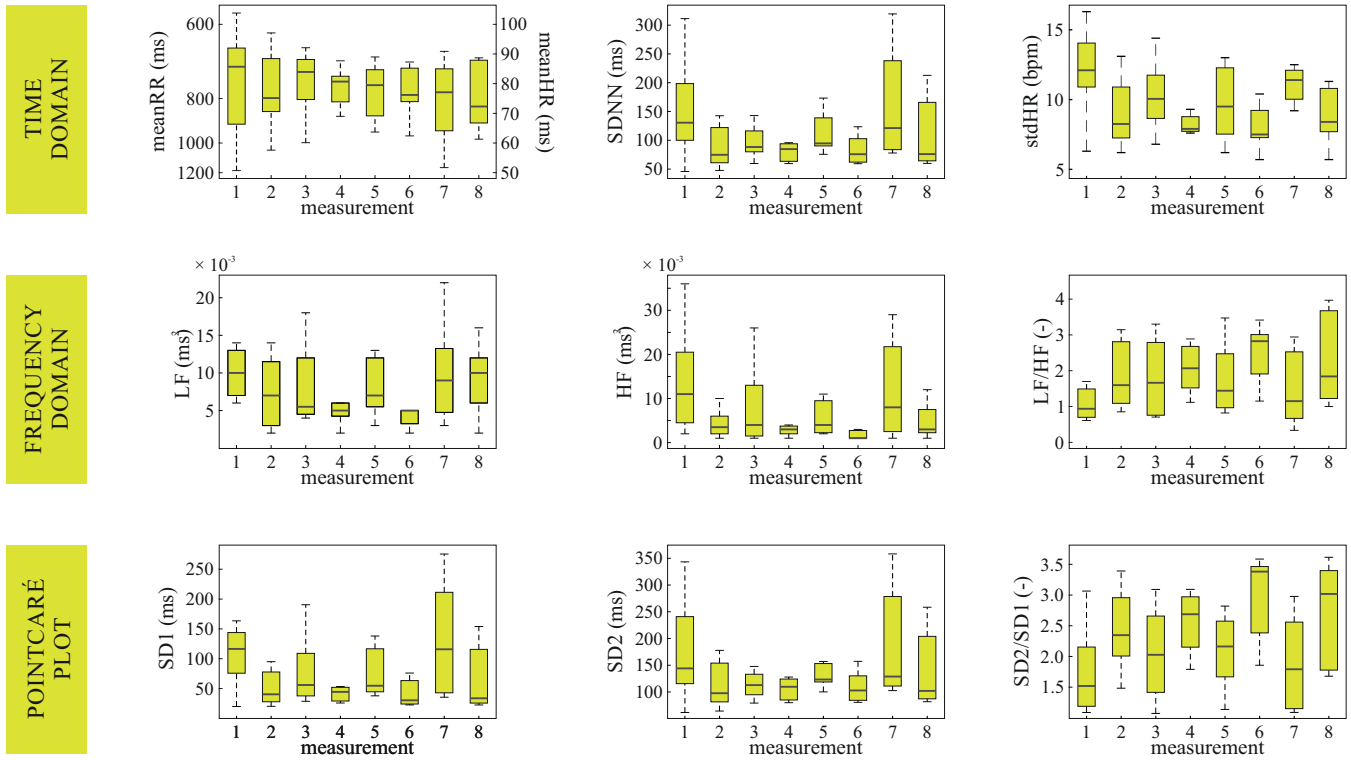 TIME
DOMAIN
meanRR (ms)
600
800
1000
1200
100
90
80
70
60
50
meanHR (ms)
1 2 3 4 5 6 7 8
measurement
SDNN (ms)
300
250
200
150
100
50
1 2 3 4 5 6 7 8
measurement
stdHR (bpm)
15
10
5
1 2 3 4 5 6 7 8
measurement
FREQUENCY
DOMAIN
× 10⁻³
LF (ms²)
20
15
10
5
1 2 3 4 5 6 7 8
measurement
× 10⁻³
HF (ms²)
30
20
10
0
1 2 3 4 5 6 7 8
measurement
LF/HF (-)
4
3
2
1
0
1 2 3 4 5 6 7 8
measurement
POINTCARÉ
PLOT
SD1 (ms)
250
200
150
100
50
1 2 3 4 5 6 7 8
measurement
SD2 (ms)
350
300
250
200
150
100
1 2 3 4 5 6 7 8
measurement
SD2/SD1 (-)
3.5
3.0
2.5
2.0
1.5
1 2 3 4 5 6 7 8
measurement